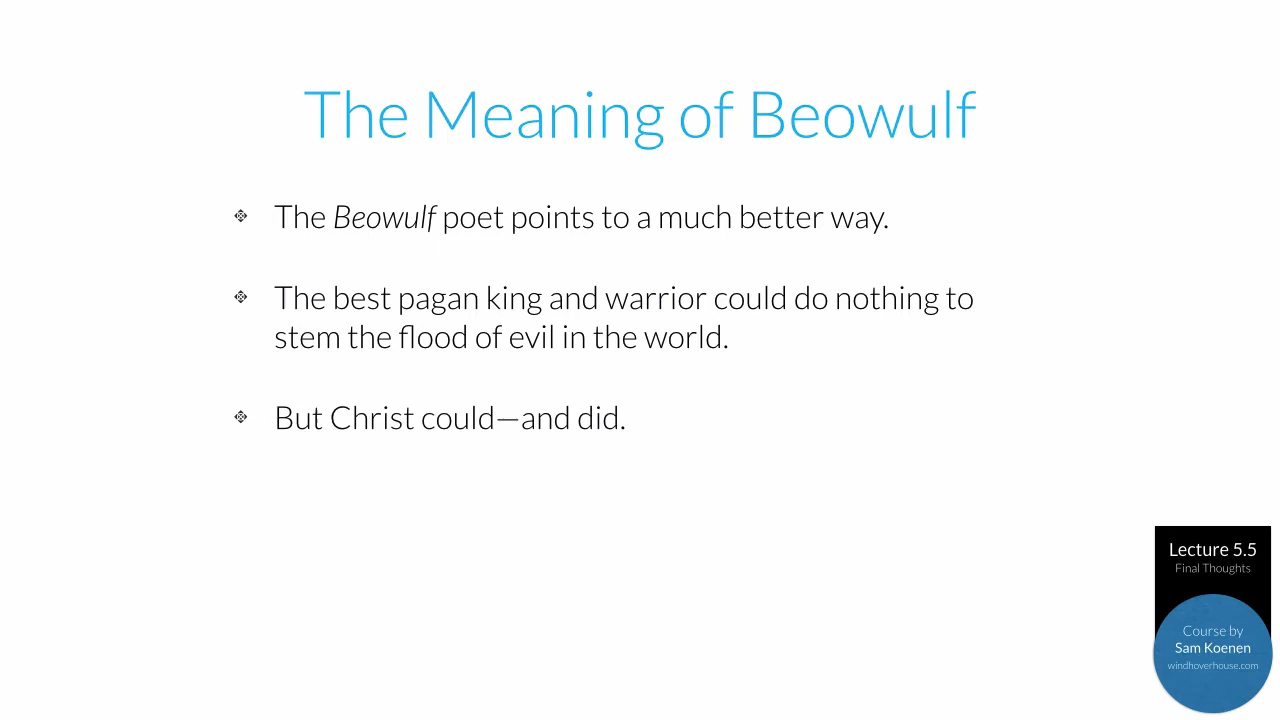 The Meaning of Beowulf
The Beowulf poet points to a much better way.
The best pagan king and warrior could do nothing to
stem the flood of evil in the world.
But Christ could—and did.
Lecture 5.5
Final Thoughts
Course by
Sam Koenen
windhoverhouse.com